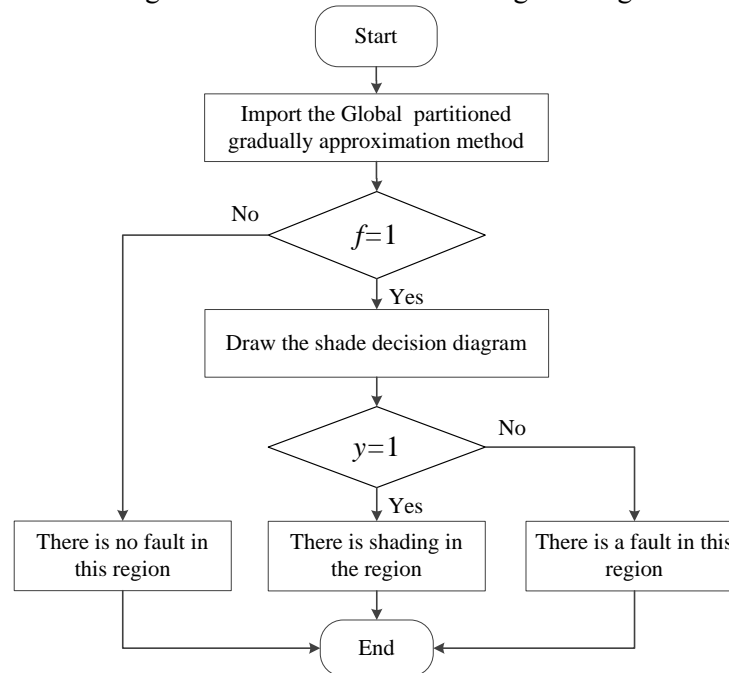 Start
Import the Global partitioned
gradually approximation method
No
f=1
Yes
Draw the shade decision diagram
No
y=1
Yes
There is no fault in
this region
There is shading in
the region
There is a fault in this
region
End